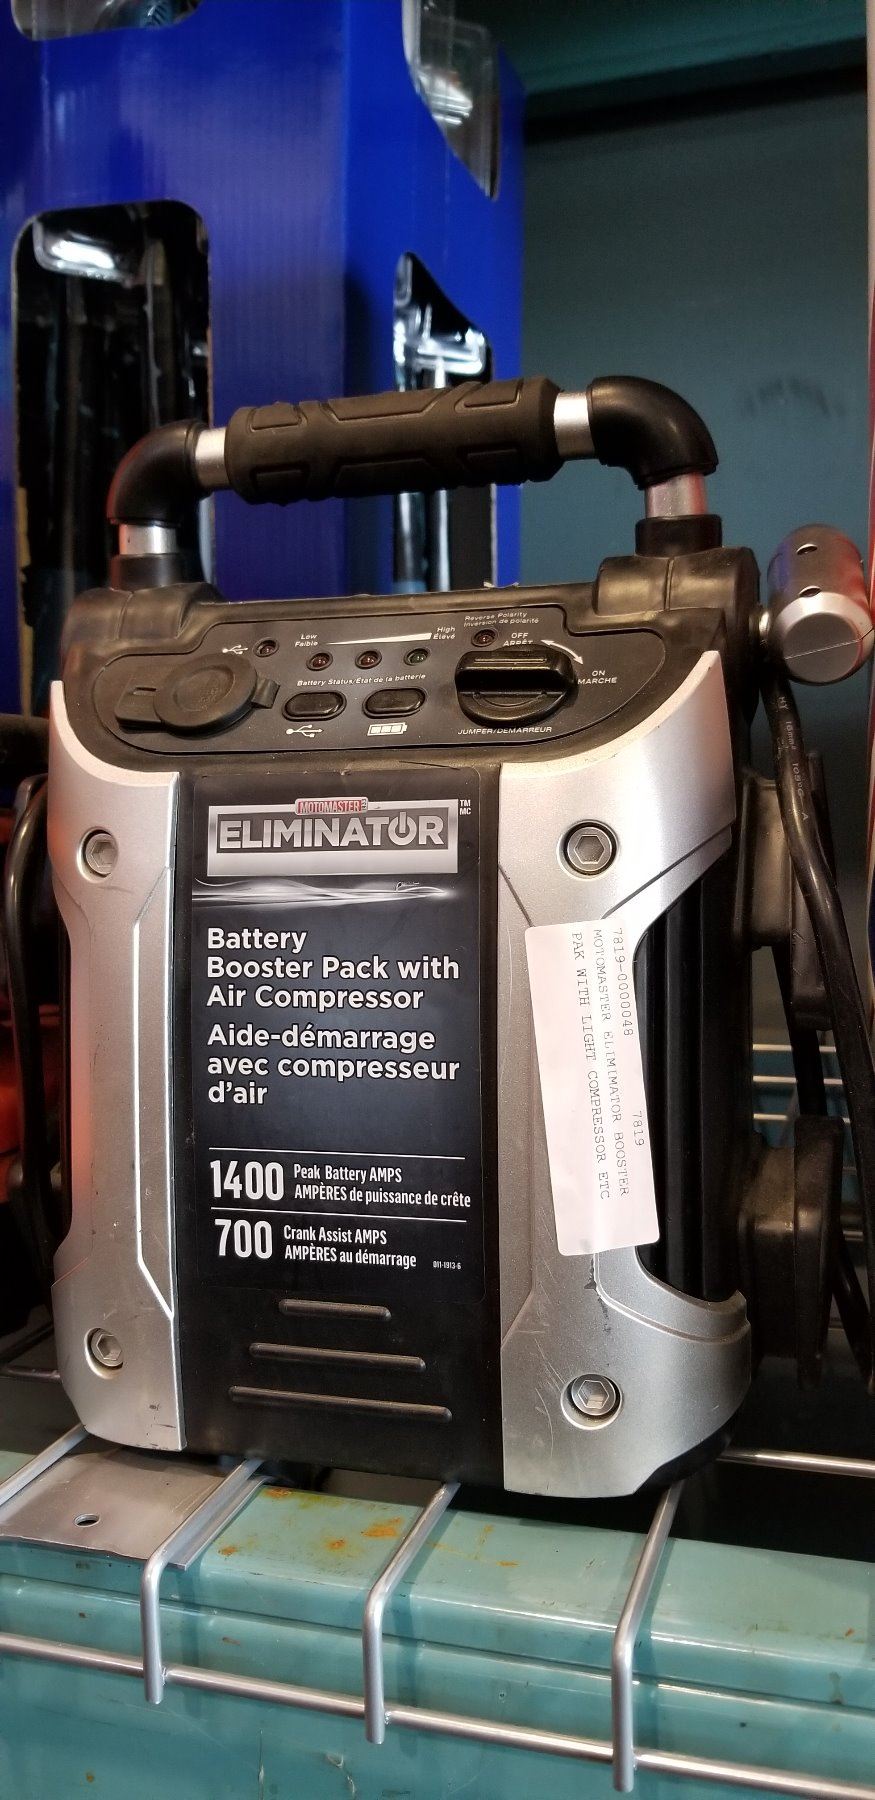 Reverse Polarity
Inversion de polarité
Low
Faible
High
Élevé
OFF
ARRÊT
ON
MARCHE
Battery Status/État de la batterie
JUMPER/DÉMARREUR
MOTOMASTER
ELIMINATOR
TM
MC
Battery
Booster Pack with
Air Compressor
Aide-démarrage
avec compresseur
d'air
1400 Peak Battery AMPS
AMPÈRES de puissance de crête
700 Crank Assist AMPS
AMPÈRES au démarrage
011-1913-6
7819-0000048 7819
MOTOMASTER ELIMIMATOR BOOSTER
PAK WITH LIGHT COMPRESSOR ETC